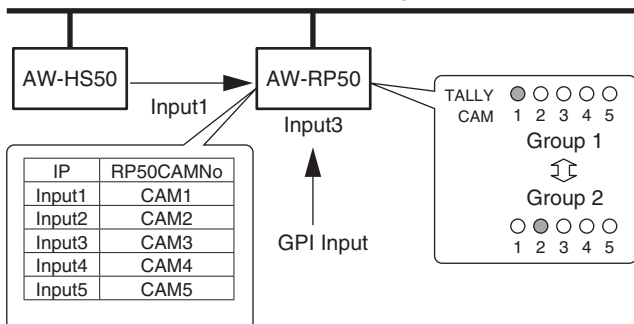 AW-HS50
AW-RP50
Input1
Input3
GPI Input
IP RP50CAMNo
Input1 CAM1
Input2 CAM2
Input3 CAM3
Input4 CAM4
Input5 CAM5
TALLY
CAM 1 2 3 4 5
Group 1
Group 2
1 2 3 4 5